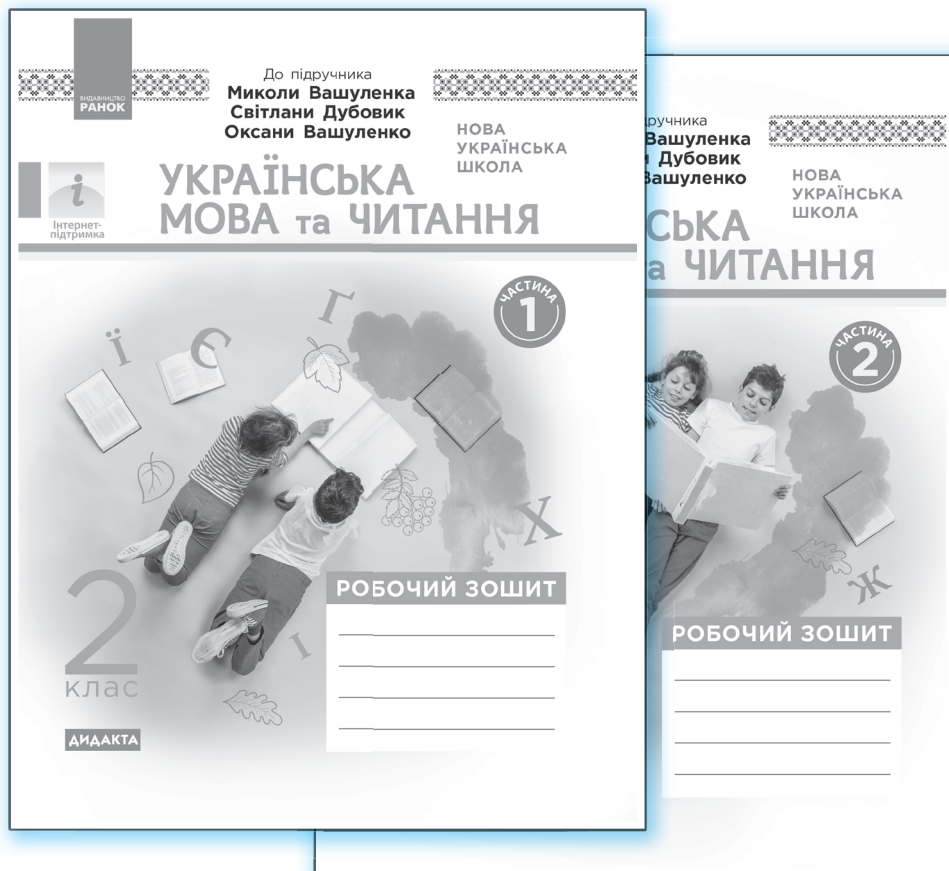 ВИДАВНИЦТВО
РАНОК
До підручника
Миколи Вашуленка
Світлани Дубовик
Оксани Вашуленко
НОВА
УКРАЇНСЬКА
ШКОЛА
Інтернет-
підтримка
УКРАЇНСЬКА
МОВА та ЧИТАННЯ
ЧАСТИНА
1
Ї Є Ґ
Х
І
2
клас
ДИДАКТА
РОБОЧИЙ ЗОШИТ
ідручника
Вашуленка
Дубовик
Вашуленко
НОВА
УКРАЇНСЬКА
ШКОЛА
СЬКА
а ЧИТАННЯ
ЧАСТИНА
2
Ж
РОБОЧИЙ ЗОШИТ